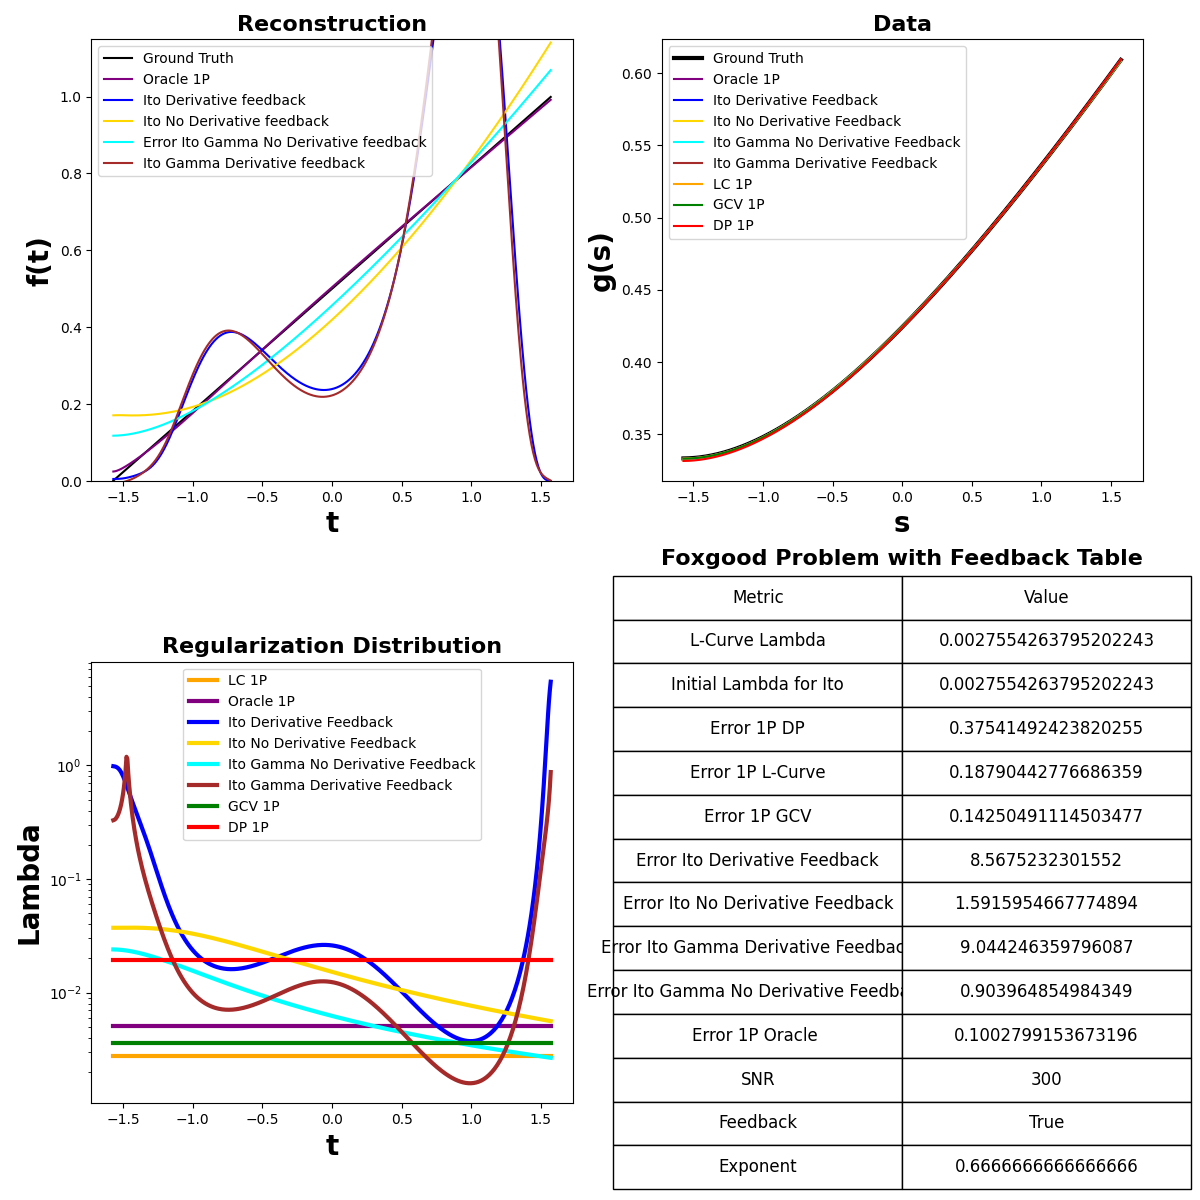 Reconstruction
Ground Truth
Oracle 1P
Ito Derivative feedback
Ito No Derivative feedback
Error Ito Gamma No Derivative feedback
Ito Gamma Derivative feedback
1.0
0.8
0.6
0.4
0.2
0.0
f(t)
−1.5 −1.0 −0.5 0.0 0.5 1.0 1.5
t
Data
Ground Truth
Oracle 1P
Ito Derivative Feedback
Ito No Derivative Feedback
Ito Gamma No Derivative Feedback
Ito Gamma Derivative Feedback
LC 1P
GCV 1P
DP 1P
0.60
0.55
0.50
0.45
0.40
0.35
g(s)
−1.5 −1.0 −0.5 0.0 0.5 1.0 1.5
s
Regularization Distribution
LC 1P
Oracle 1P
Ito Derivative Feedback
Ito No Derivative Feedback
Ito Gamma No Derivative Feedback
Ito Gamma Derivative Feedback
GCV 1P
DP 1P
10⁰
10⁻¹
10⁻²
Lambda
−1.5 −1.0 −0.5 0.0 0.5 1.0 1.5
t
Foxgood Problem with Feedback Table
Metric Value
L-Curve Lambda 0.0027554263795202243
Initial Lambda for Ito 0.0027554263795202243
Error 1P DP 0.37541492423820255
Error 1P L-Curve 0.18790442776686359
Error 1P GCV 0.14250491114503477
Error Ito Derivative Feedback 8.5675232301552
Error Ito No Derivative Feedback 1.5915954667774894
Error Ito Gamma Derivative Feedbac 9.044246359796087
Error Ito Gamma No Derivative Feedba 0.903964854984349
Error 1P Oracle 0.1002799153673196
SNR 300
Feedback True
Exponent 0.6666666666666666